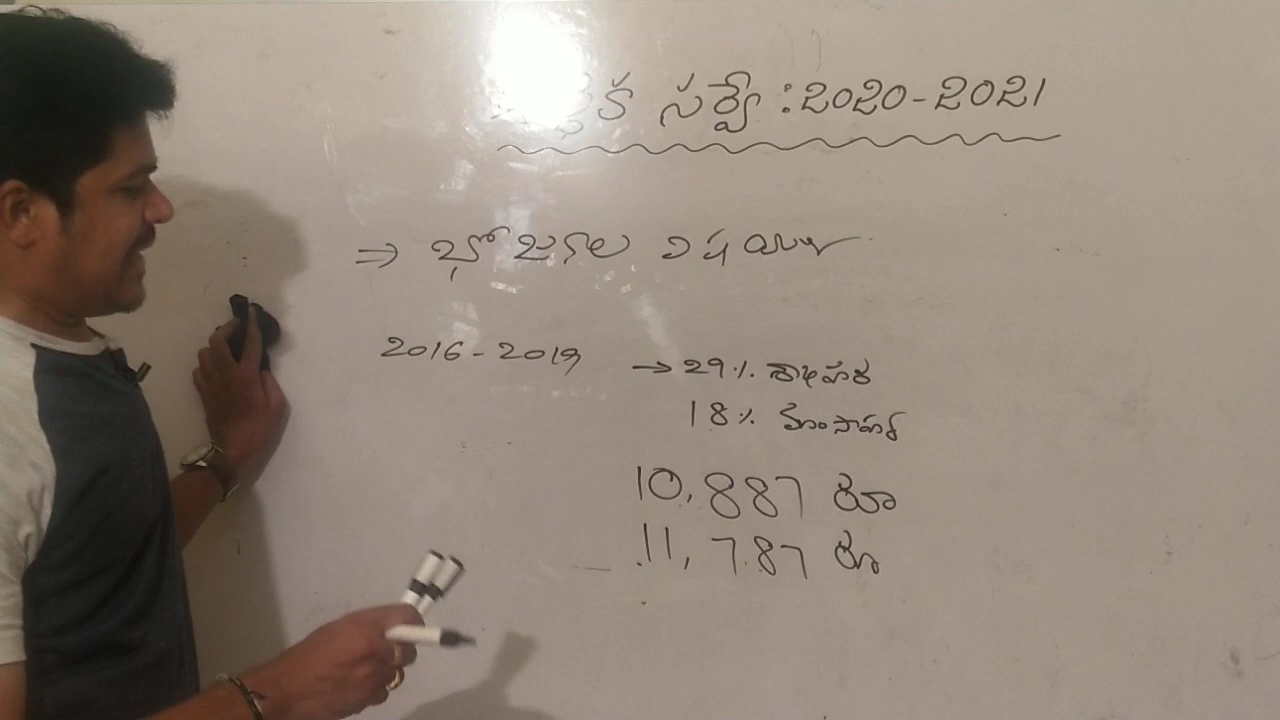 సర్వే : 2020-2021
⇒ భోజనాల విషయం
2016-2019 → 29% శాఖాహార
18% మాంసాహార
10,887 రూ
11,787 రూ